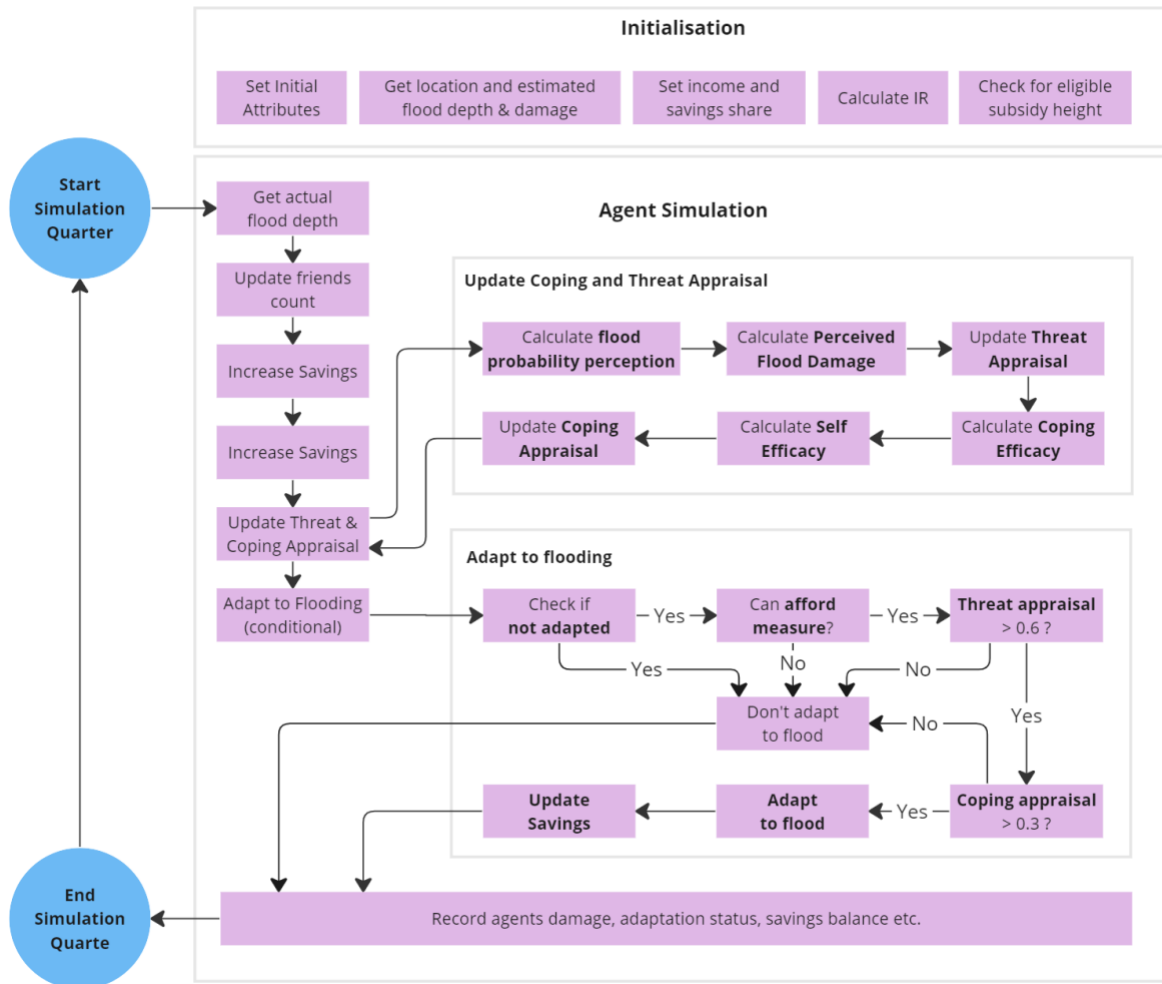 Initialisation
Set Initial
Attributes
Get location and estimated
flood depth & damage
Set income and
savings share
Calculate IR
Check for eligible
subsidy height
Start
Simulation
Quarter
Get actual
flood depth
Agent Simulation
Update friends
count
Increase Savings
Increase Savings
Update Threat &
Coping Appraisal
Adapt to Flooding
(conditional)
Update Coping and Threat Appraisal
Calculate flood
probability perception
Calculate Perceived
Flood Damage
Update Threat
Appraisal
Update Coping
Appraisal
Calculate Self
Efficacy
Calculate Coping
Efficacy
Adapt to flooding
Check if
not adapted
Yes
Can afford
measure?
Yes
Threat appraisal
> 0.6 ?
Yes
No
No
Don't adapt
to flood
No
Yes
Update
Savings
Adapt
to flood
Yes
Coping appraisal
> 0.3 ?
End
Simulation
Quarte
Record agents damage, adaptation status, savings balance etc.